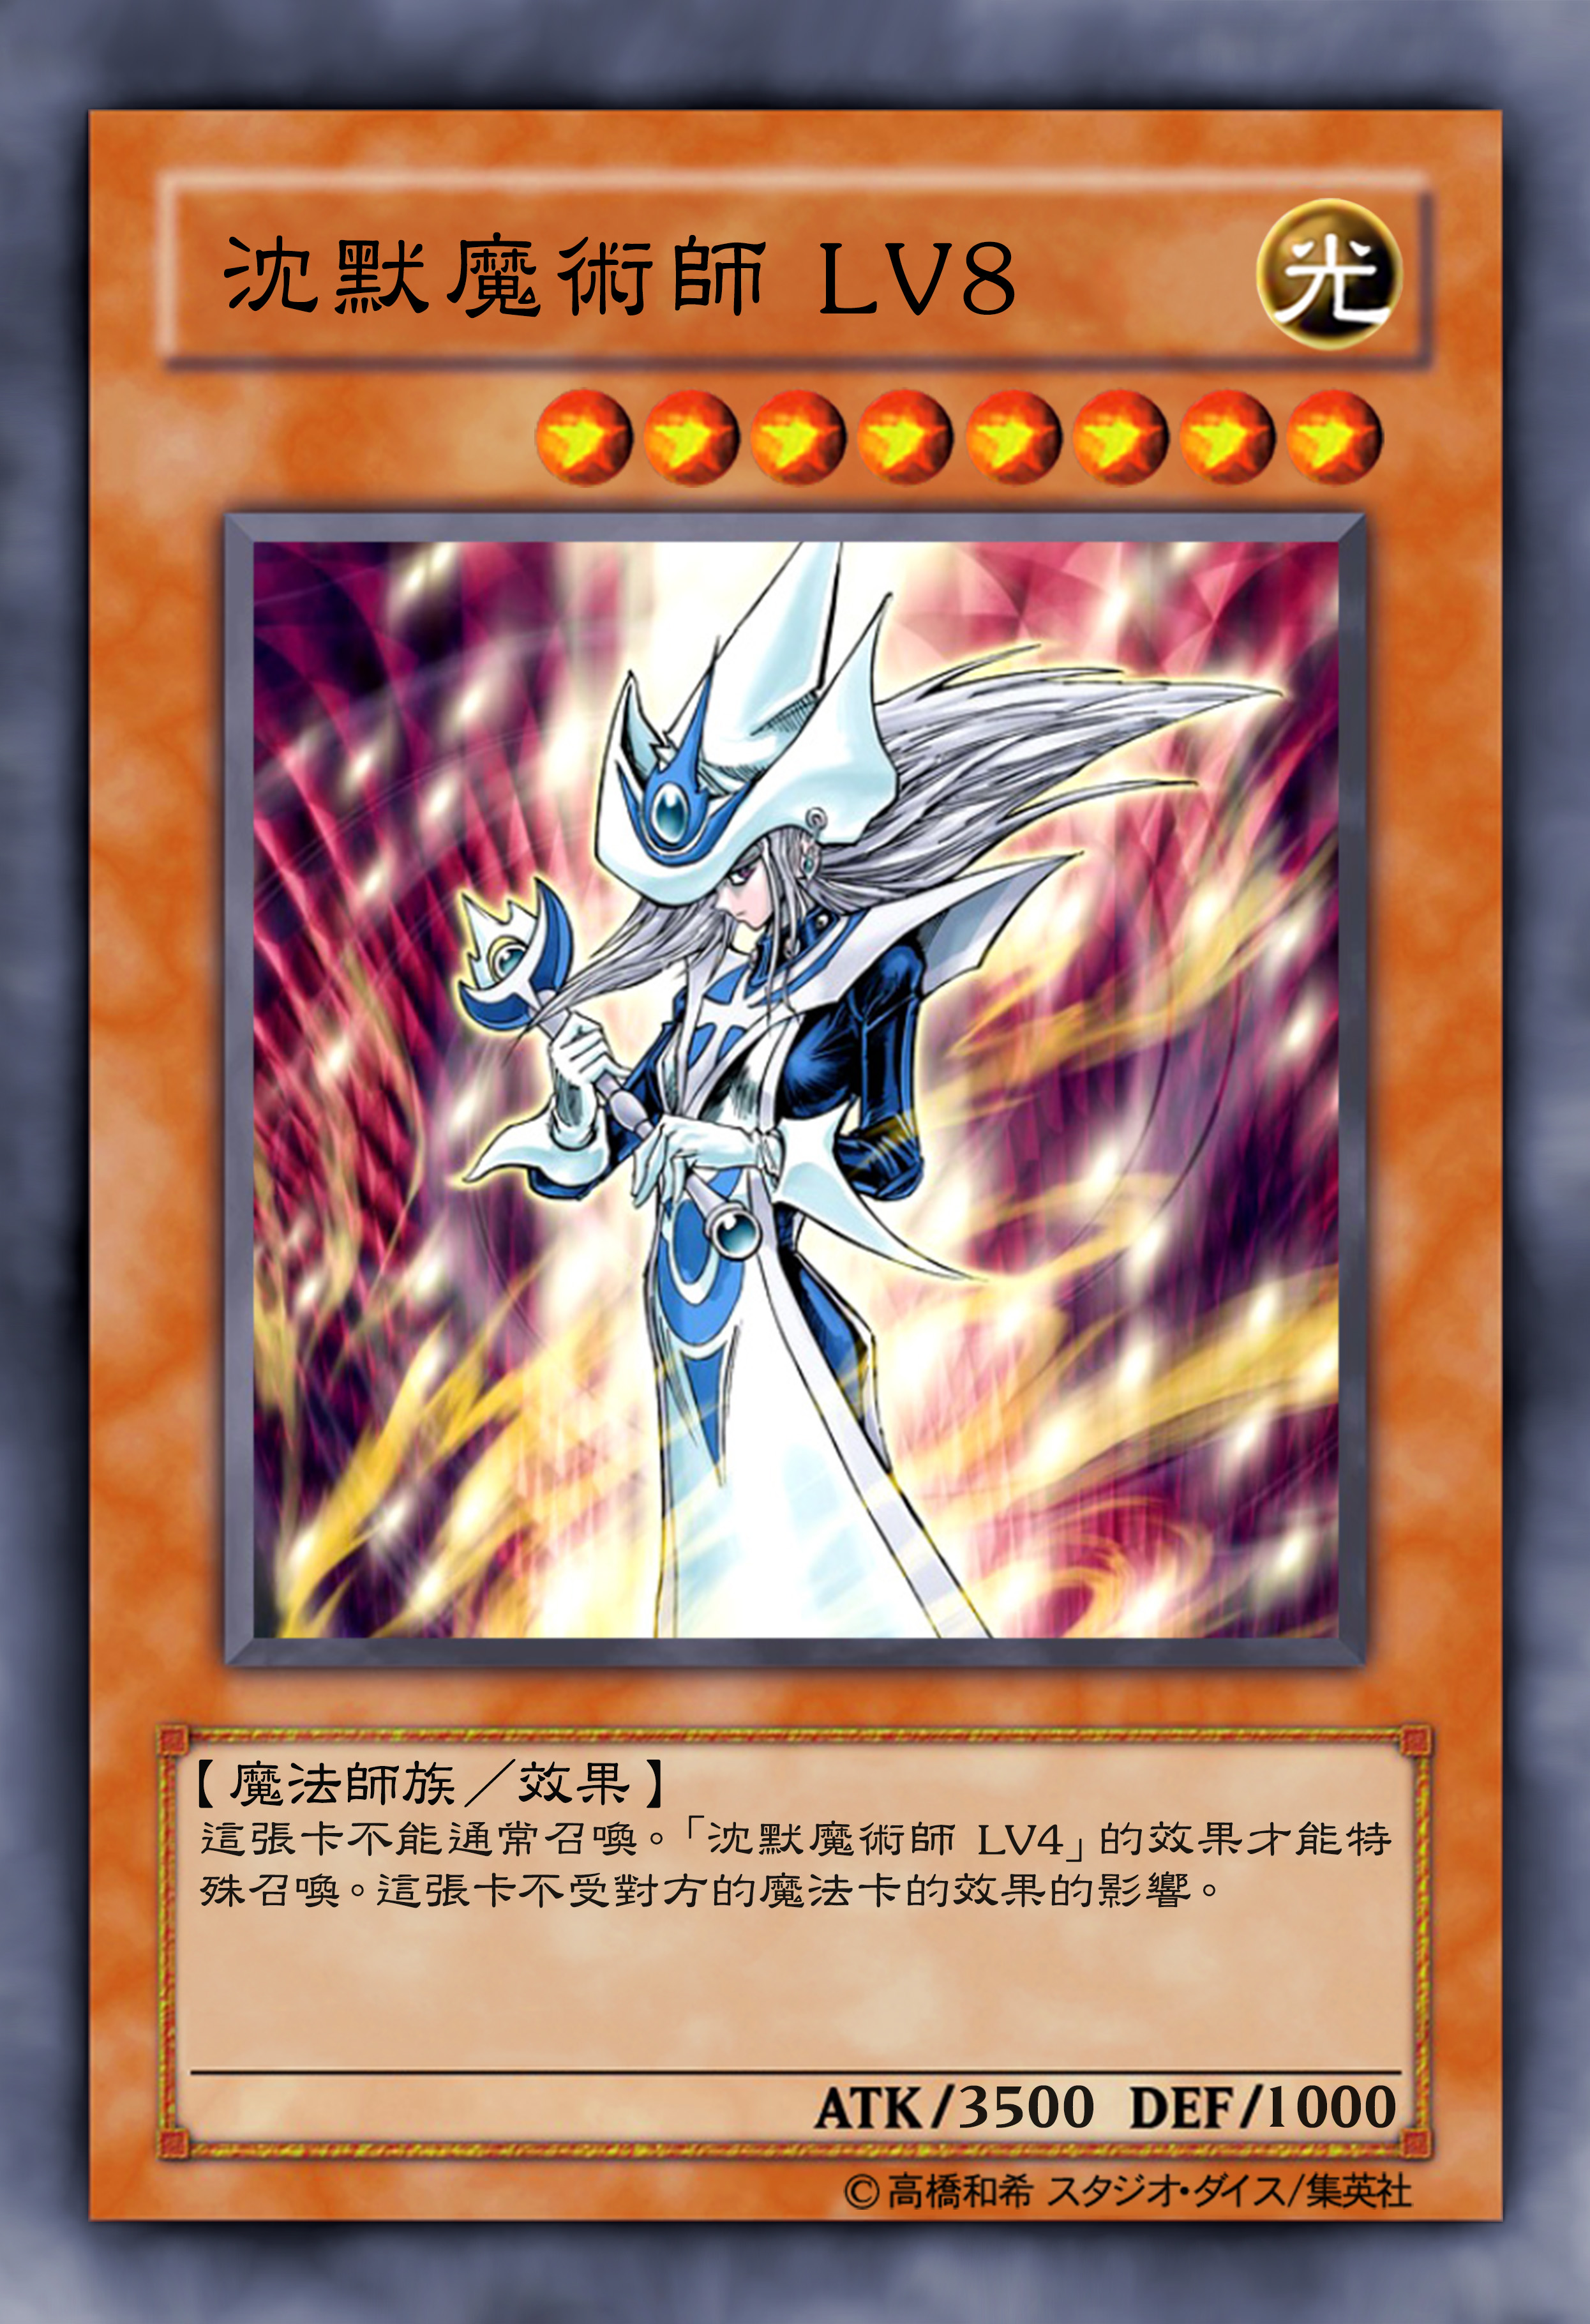 沈默魔術師 LV8
光
【魔法師族／效果】
這張卡不能通常召喚。「沈默魔術師 LV4」的效果才能特
殊召喚。這張卡不受對方的魔法卡的效果的影響。
ATK/3500 DEF/1000
©高橋和希 スタジオ・ダイス/集英社